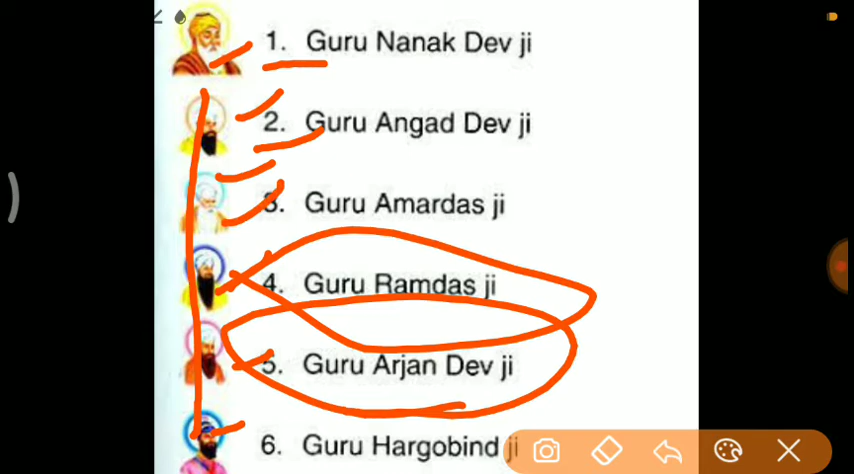 1. Guru Nanak Dev ji
2. Guru Angad Dev ji
3. Guru Amardas ji
4. Guru Ramdas ji
5. Guru Arjan Dev ji
6. Guru Hargobind ji